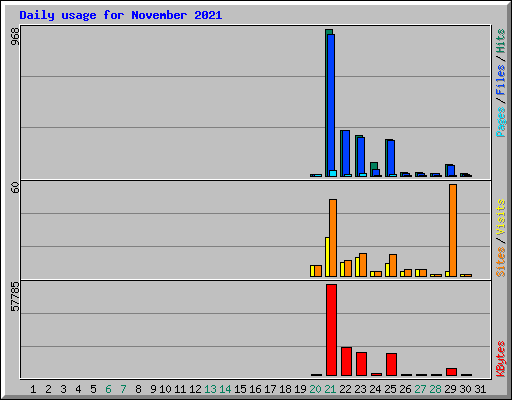 Daily usage for November 2021
968
Pages/Files/Hits
60
Sites/Visits
57785
KBytes
1 2 3 4 5 6 7 8 9 10 11 12 13 14 15 16 17 18 19 20 21 22 23 24 25 26 27 28 29 30 31